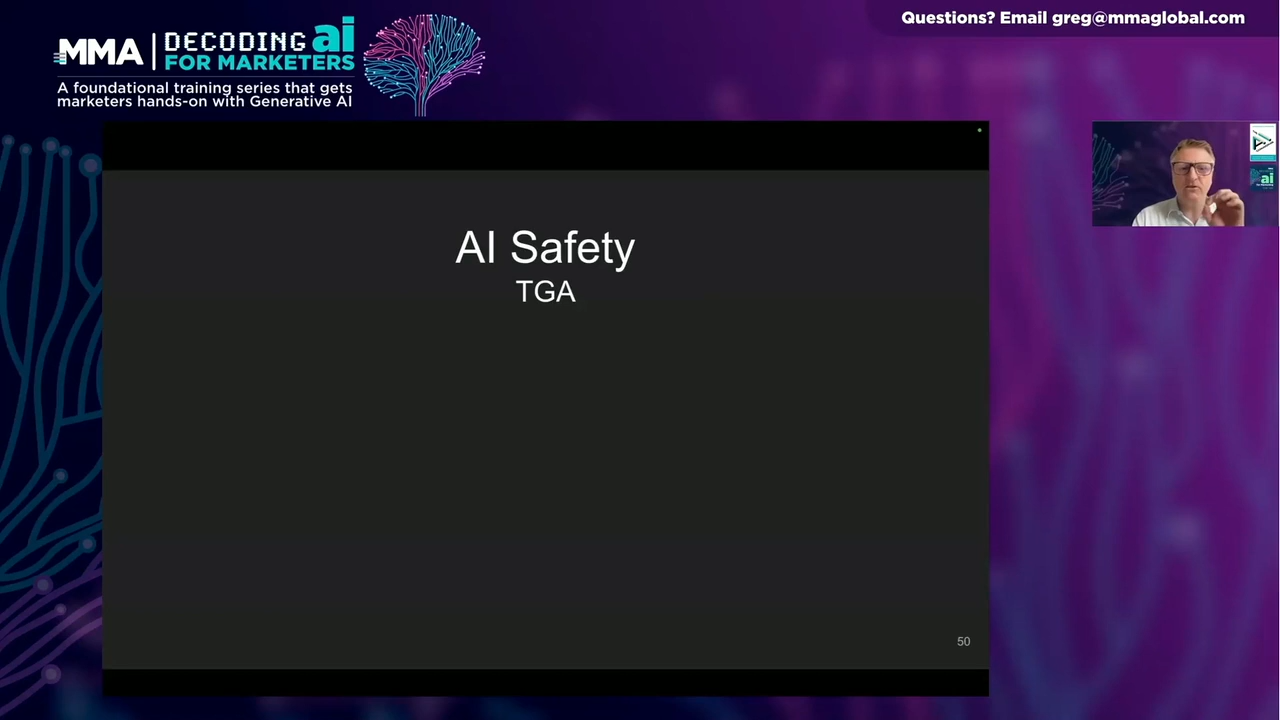 Questions? Email greg@mmaglobal.com
MMA | DECODING ai
FOR MARKETERS
A foundational training series that gets
marketers hands-on with Generative AI
ai
AI Safety
TGA
50